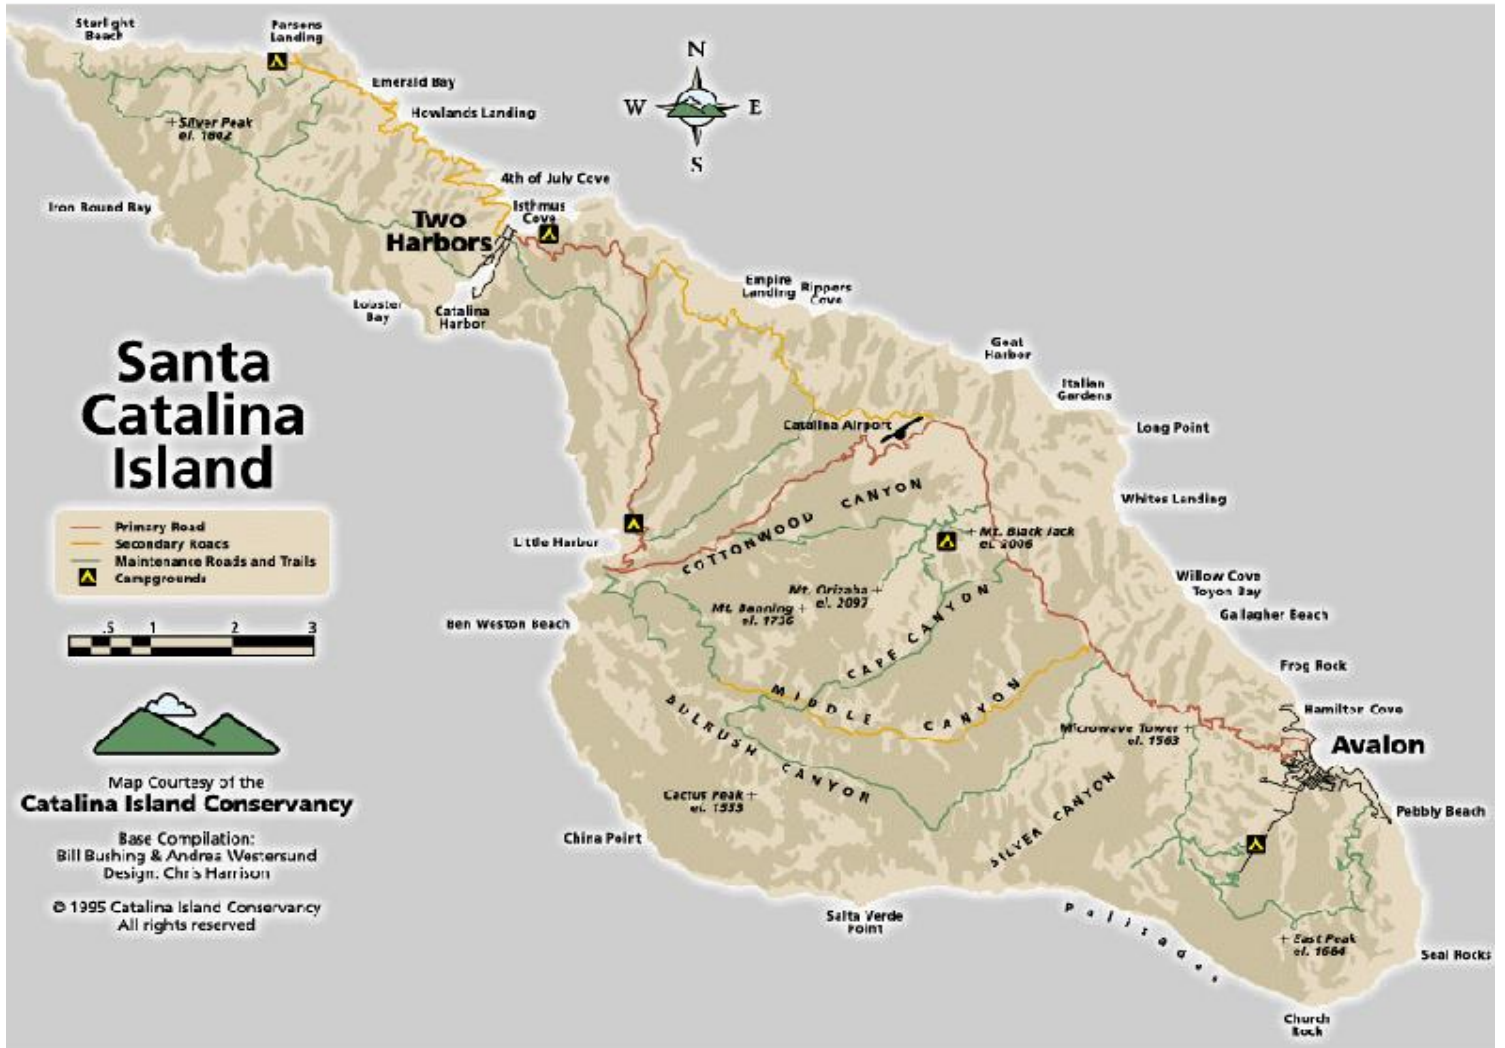 Starlight
Beach
Parsons
Landing
Emerald Bay
Howlands Landing
N
W
E
S
Silver Peak
el. 1802
4th of July Cove
Isthmus
Cove
Iron Bound Bay
Two
Harbors
Empire
Landing
Rippers
Cove
Lobster
Bay
Catalina
Harbor
Goat
Harbor
Italian
Gardens
Long Point
Santa
Catalina
Island
Catalina Airport
Whites Landing
Primary Road
Secondary Roads
Maintenance Roads and Trails
Campgrounds
COTTONWOOD CANYON
Little Harbor
Mt. Black Jack
el. 2006
Willow Cove
Toyon Bay
Gallagher Beach
Mt. Orizaba
el. 2097
Mt. Banning
el. 1736
Ben Weston Beach
CAPE CANYON
.5 1 2 3
Frog Rock
MIDDLE CANYON
Hamilton Cove
BULRUSH CANYON
Microwave Tower
el. 1563
Avalon
Cactus Peak
el. 1555
SILVER CANYON
Pebbly Beach
China Point
Map Courtesy of the
Catalina Island Conservancy
Base Compilation:
Bill Bushing & Andrea Westersund
Design: Chris Harrison
© 1995 Catalina Island Conservancy
All rights reserved
Salta Verde
Point
Palisades
East Peak
el. 1684
Seal Rocks
Church
Rock